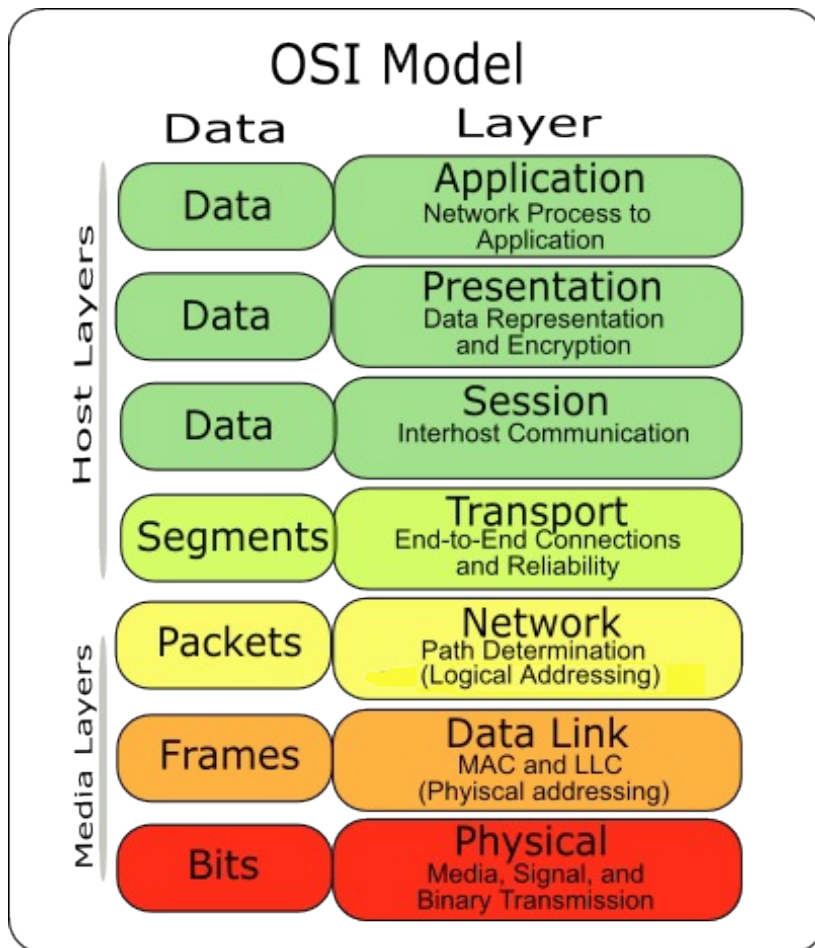 OSI Model
Data Layer
Host Layers
Data
Application
Network Process to
Application
Data
Presentation
Data Representation
and Encryption
Data
Session
Interhost Communication
Segments
Transport
End-to-End Connections
and Reliability
Media Layers
Packets
Network
Path Determination
(Logical Addressing)
Frames
Data Link
MAC and LLC
(Phyiscal addressing)
Bits
Physical
Media, Signal, and
Binary Transmission